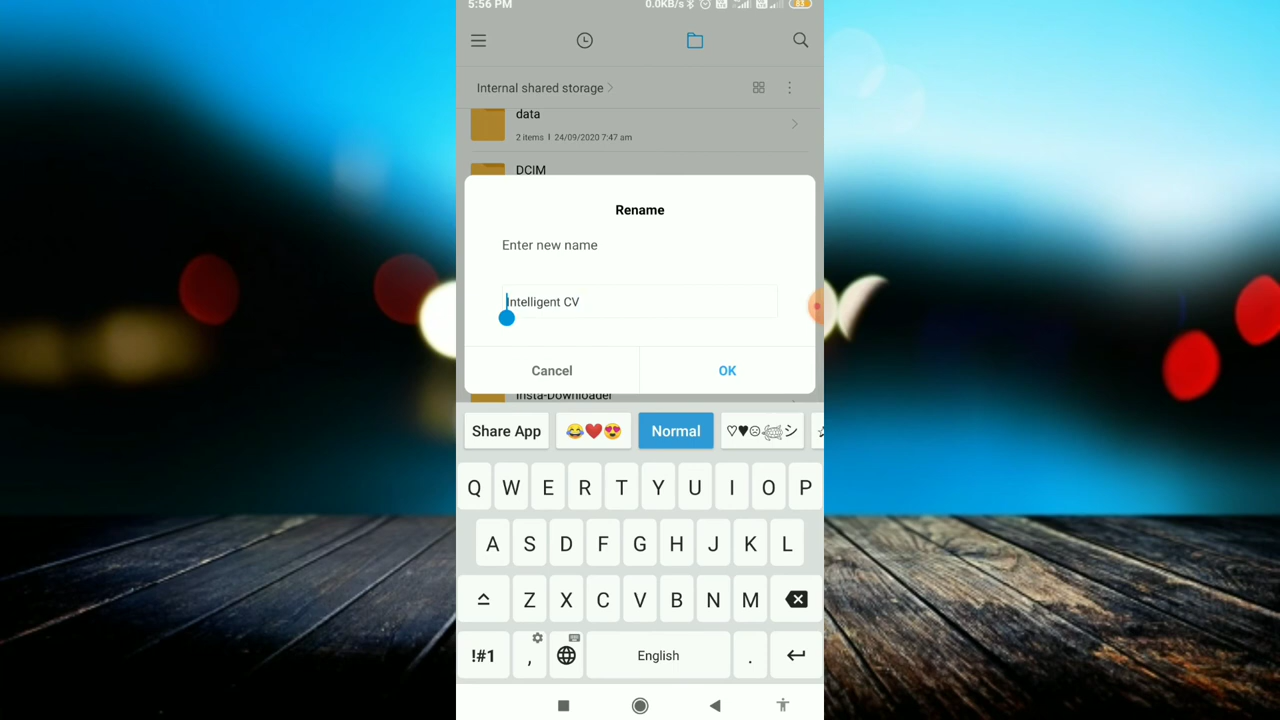 5:56 PM 0.0KB/s 83
Internal shared storage
data
2 items | 24/09/2020 7:47 am
DCIM
Rename
Enter new name
Intelligent CV
Cancel OK
Insta-Downloader
Share App 😂❤️😍 Normal ♡♥☹
Q W E R T Y U I O P
A S D F G H J K L
Z X C V B N M
!#1 , English .